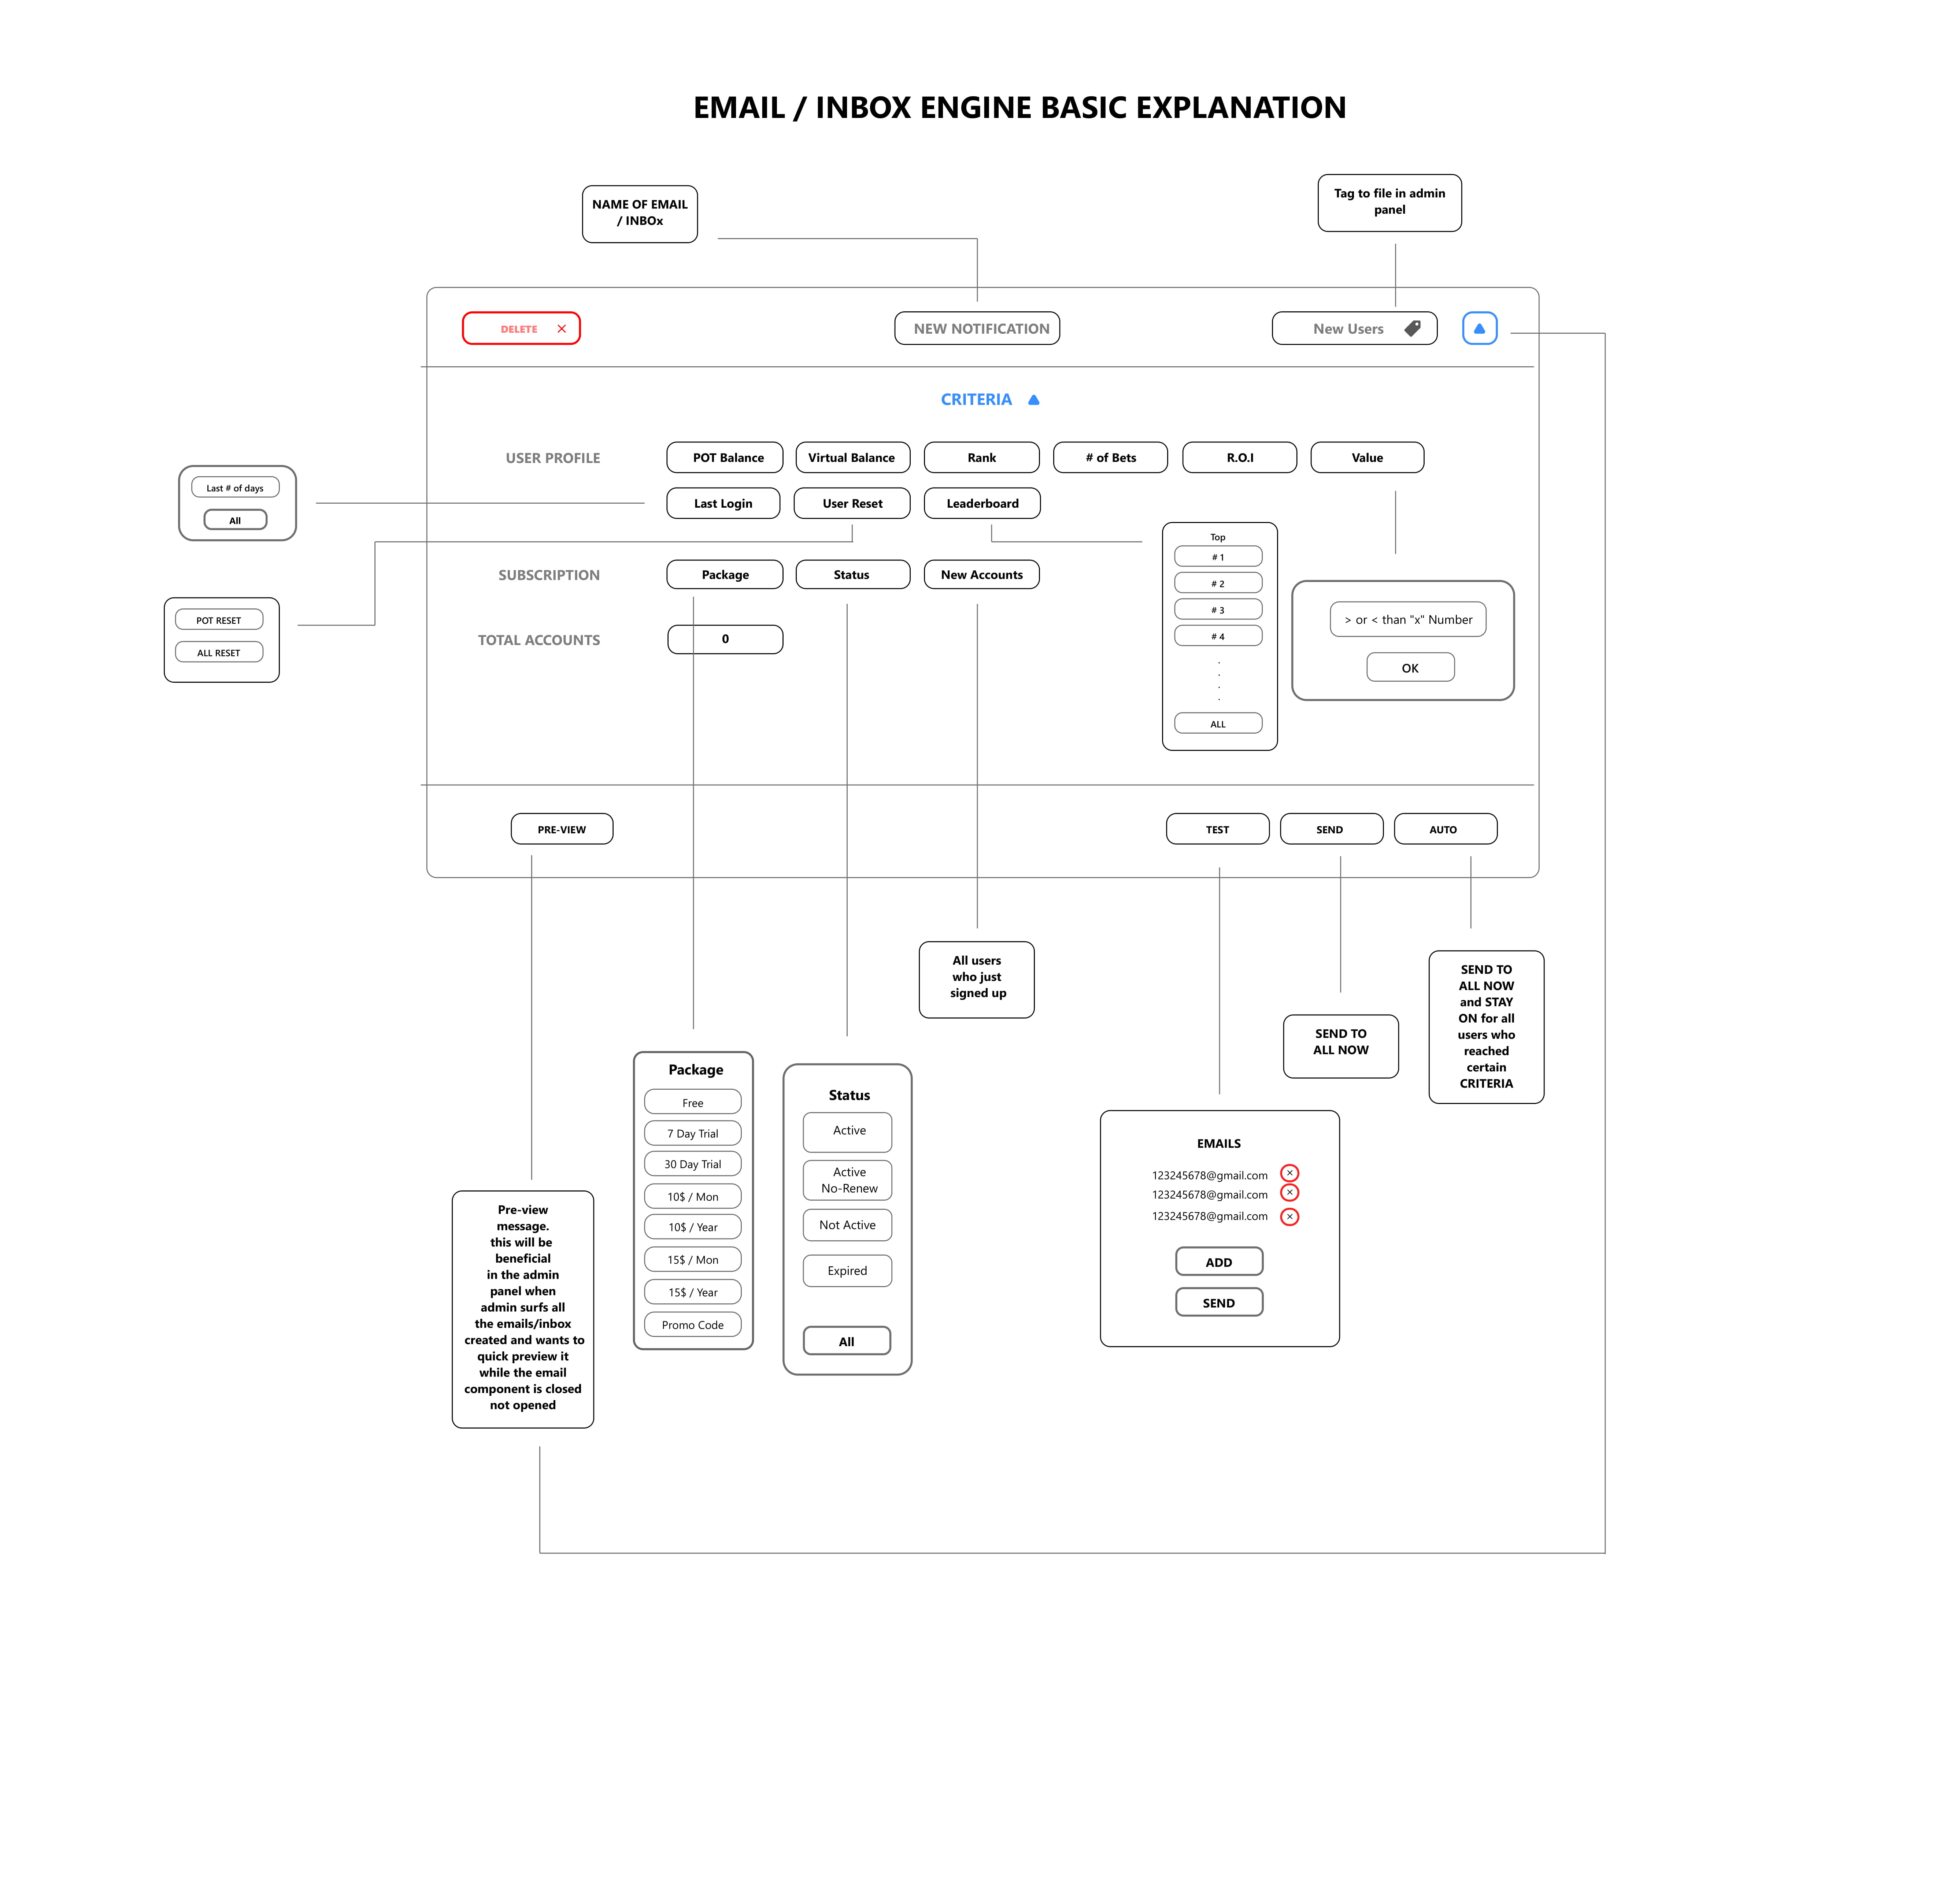 EMAIL / INBOX ENGINE BASIC EXPLANATION
NAME OF EMAIL
/ INBOx
Tag to file in admin
panel
DELETE ×
NEW NOTIFICATION
New Users
CRITERIA
USER PROFILE
POT Balance
Virtual Balance
Rank
# of Bets
R.O.I
Value
Last # of days
All
Last Login
User Reset
Leaderboard
POT RESET
ALL RESET
SUBSCRIPTION
Package
Status
New Accounts
TOTAL ACCOUNTS
0
Top
# 1
# 2
# 3
# 4
.
.
.
.
ALL
> or < than "x" Number
OK
PRE-VIEW
TEST
SEND
AUTO
All users
who just
signed up
SEND TO
ALL NOW
SEND TO
ALL NOW
and STAY
ON for all
users who
reached
certain
CRITERIA
Package
Free
7 Day Trial
30 Day Trial
10$ / Mon
10$ / Year
15$ / Mon
15$ / Year
Promo Code
Status
Active
Active
No-Renew
Not Active
Expired
All
EMAILS
123245678@gmail.com ×
123245678@gmail.com ×
123245678@gmail.com ×
ADD
SEND
Pre-view
message.
this will be
beneficial
in the admin
panel when
admin surfs all
the emails/inbox
created and wants to
quick preview it
while the email
component is closed
not opened